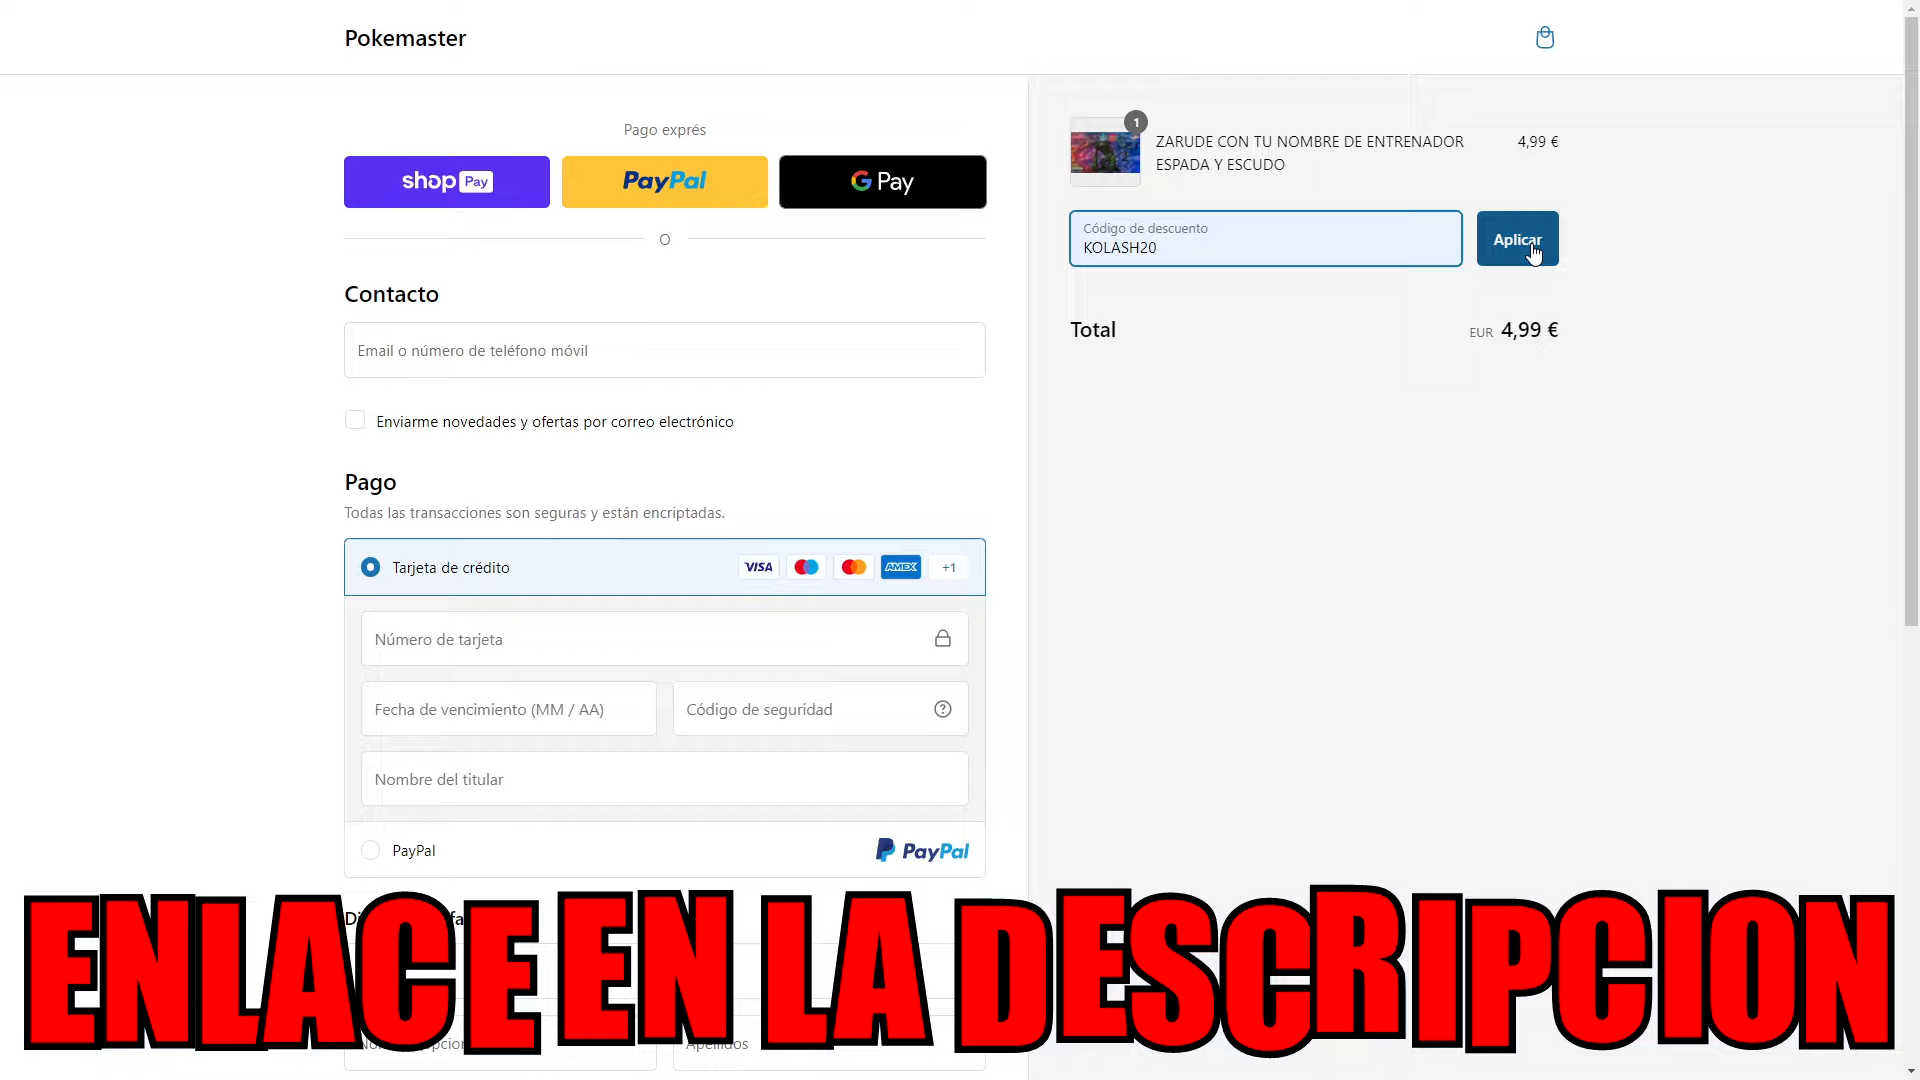 Pokemaster
Pago exprés
shop Pay
PayPal
G Pay
O
Contacto
Email o número de teléfono móvil
Enviarme novedades y ofertas por correo electrónico
Pago
Todas las transacciones son seguras y están encriptadas.
Tarjeta de crédito
VISA
AMEX
+1
Número de tarjeta
Fecha de vencimiento (MM / AA)
Código de seguridad
Nombre del titular
PayPal
PayPal
Apellidos
1
ZARUDE CON TU NOMBRE DE ENTRENADOR
ESPADA Y ESCUDO
4,99 €
Código de descuento
KOLASH20
Aplicar
Total
EUR 4,99 €
ENLACE EN LA DESCRIPCION